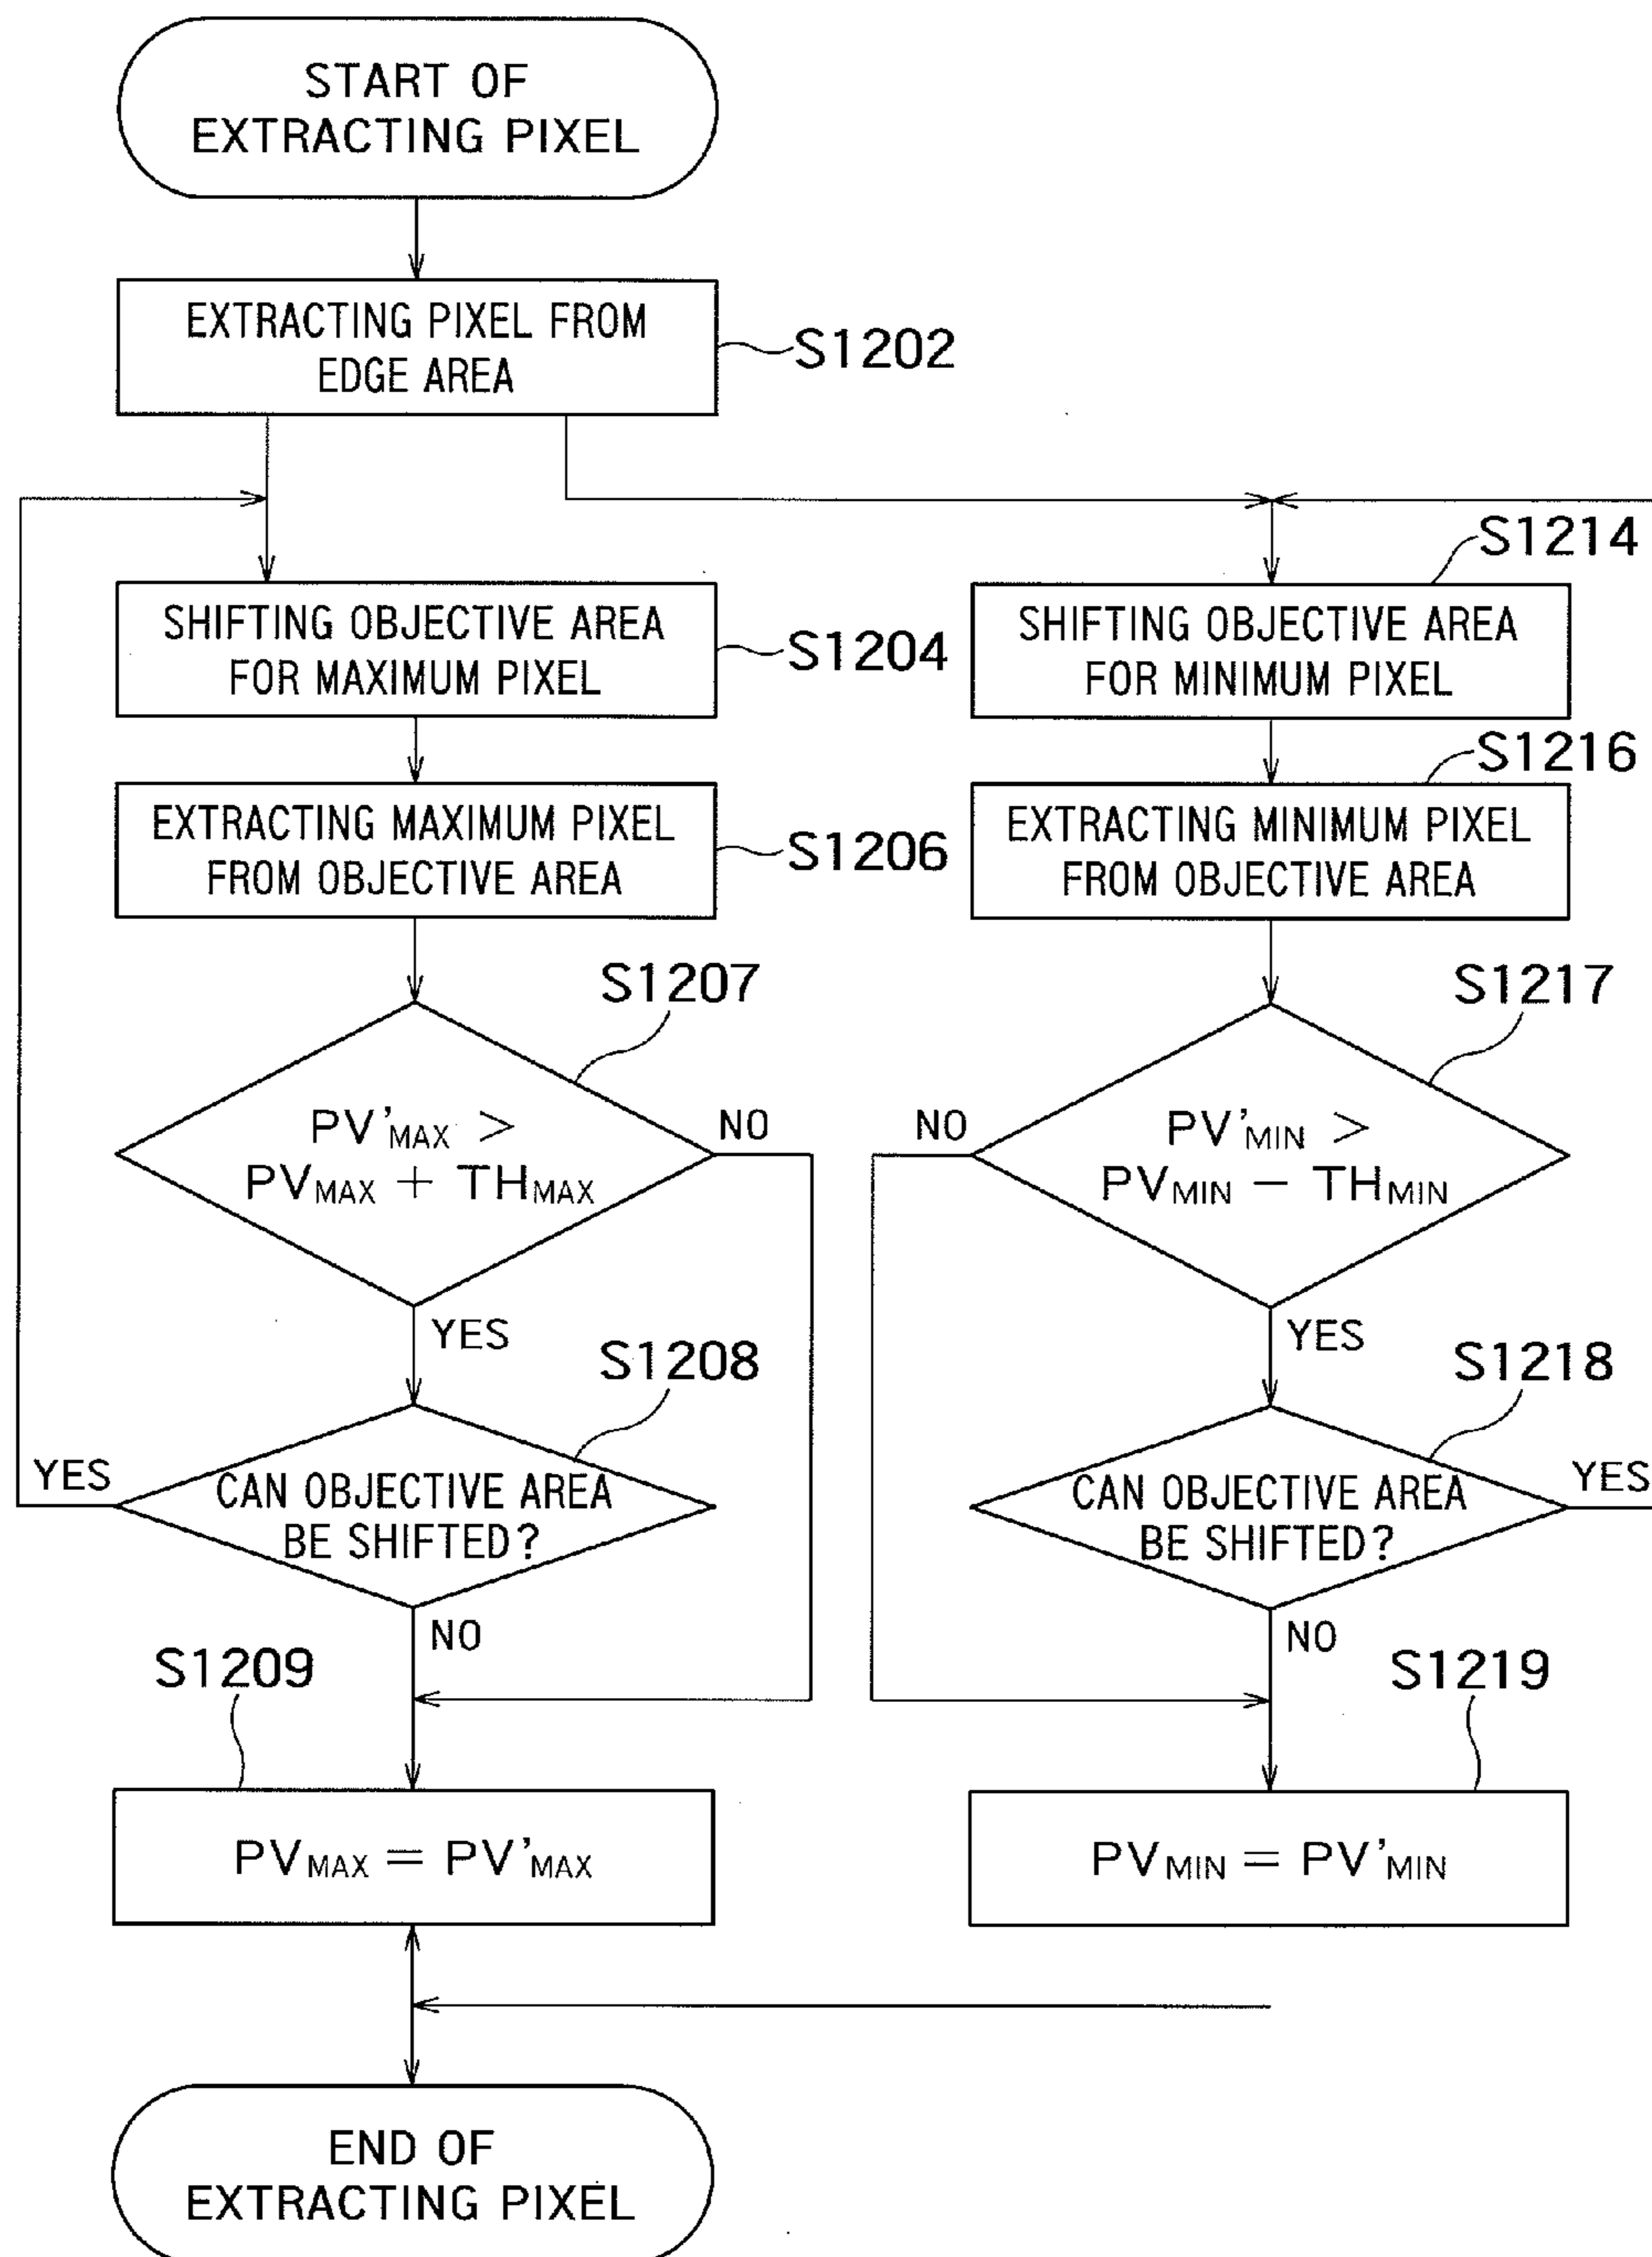 START OF
EXTRACTING PIXEL
EXTRACTING PIXEL FROM
EDGE AREA
S1202
SHIFTING OBJECTIVE AREA
FOR MAXIMUM PIXEL
S1204
EXTRACTING MAXIMUM PIXEL
FROM OBJECTIVE AREA
S1206
S1207
PV'MAX >
PVMAX + THMAX
NO
YES
S1208
CAN OBJECTIVE AREA
BE SHIFTED?
YES
NO
S1209
PVMAX = PV'MAX
S1214
SHIFTING OBJECTIVE AREA
FOR MINIMUM PIXEL
S1216
EXTRACTING MINIMUM PIXEL
FROM OBJECTIVE AREA
S1217
PV'MIN >
PVMIN − THMIN
NO
YES
S1218
CAN OBJECTIVE AREA
BE SHIFTED?
YES
NO
S1219
PVMIN = PV'MIN
END OF
EXTRACTING PIXEL